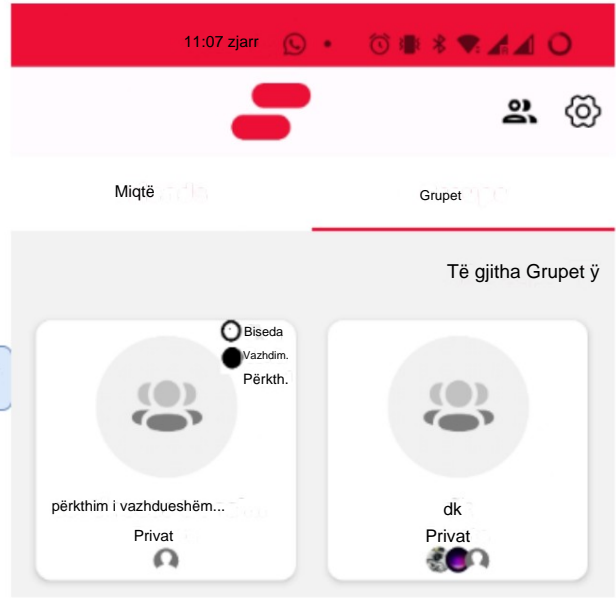 11:07 zjarr
Miqtë
Grupet
Të gjitha Grupet ÿ
Biseda
Vazhdim.
Përkth.
përkthim i vazhdueshëm...
Privat
dk
Privat